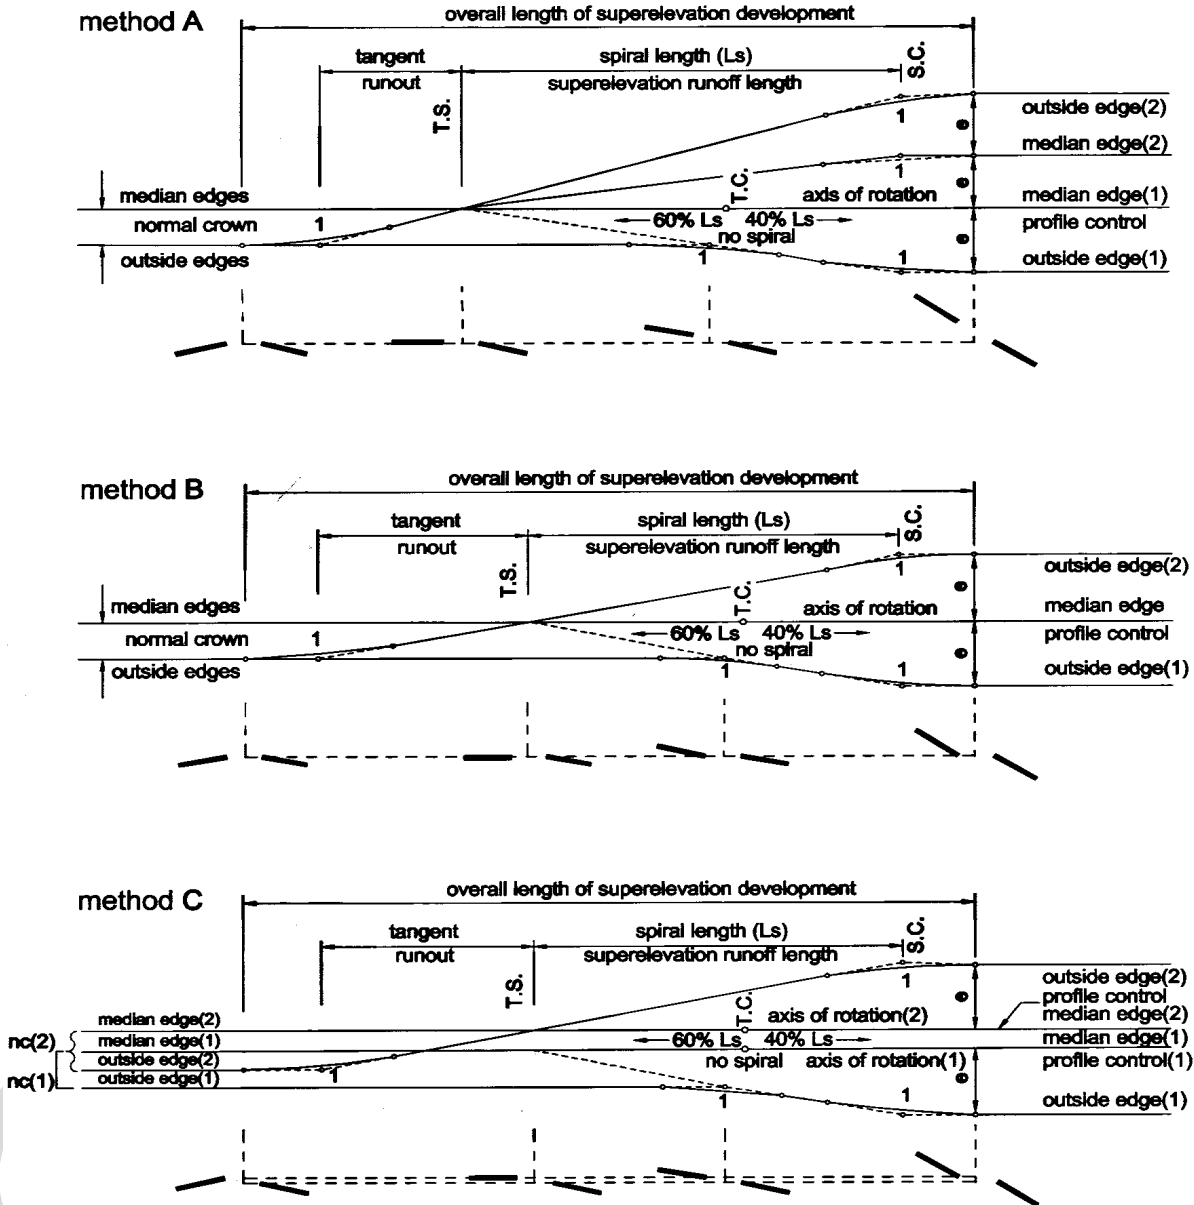 method A
overall length of superelevation development
tangent
runout
T.S.
spiral length (Ls)
superelevation runoff length
S.C.
1
outside edge(2)
e
median edge(2)
1
median edges
T.C.
axis of rotation
e
median edge(1)
normal crown
1
60% Ls 40% Ls
no spiral
profile control
e
outside edges
1
1
outside edge(1)
method B
overall length of superelevation development
tangent
runout
T.S.
spiral length (Ls)
superelevation runoff length
S.C.
1
outside edge(2)
e
median edges
T.C.
axis of rotation
median edge
normal crown
1
60% Ls 40% Ls
no spiral
profile control
e
outside edges
1
1
outside edge(1)
method C
overall length of superelevation development
tangent
runout
T.S.
spiral length (Ls)
superelevation runoff length
S.C.
1
outside edge(2)
e
profile control
median edge(2)
median edge(2)
T.C.
axis of rotation(2)
nc(2)
median edge(1)
60% Ls 40% Ls
median edge(1)
outside edge(2)
no spiral
axis of rotation(1)
profile control(1)
nc(1)
outside edge(1)
1
e
1
1
outside edge(1)